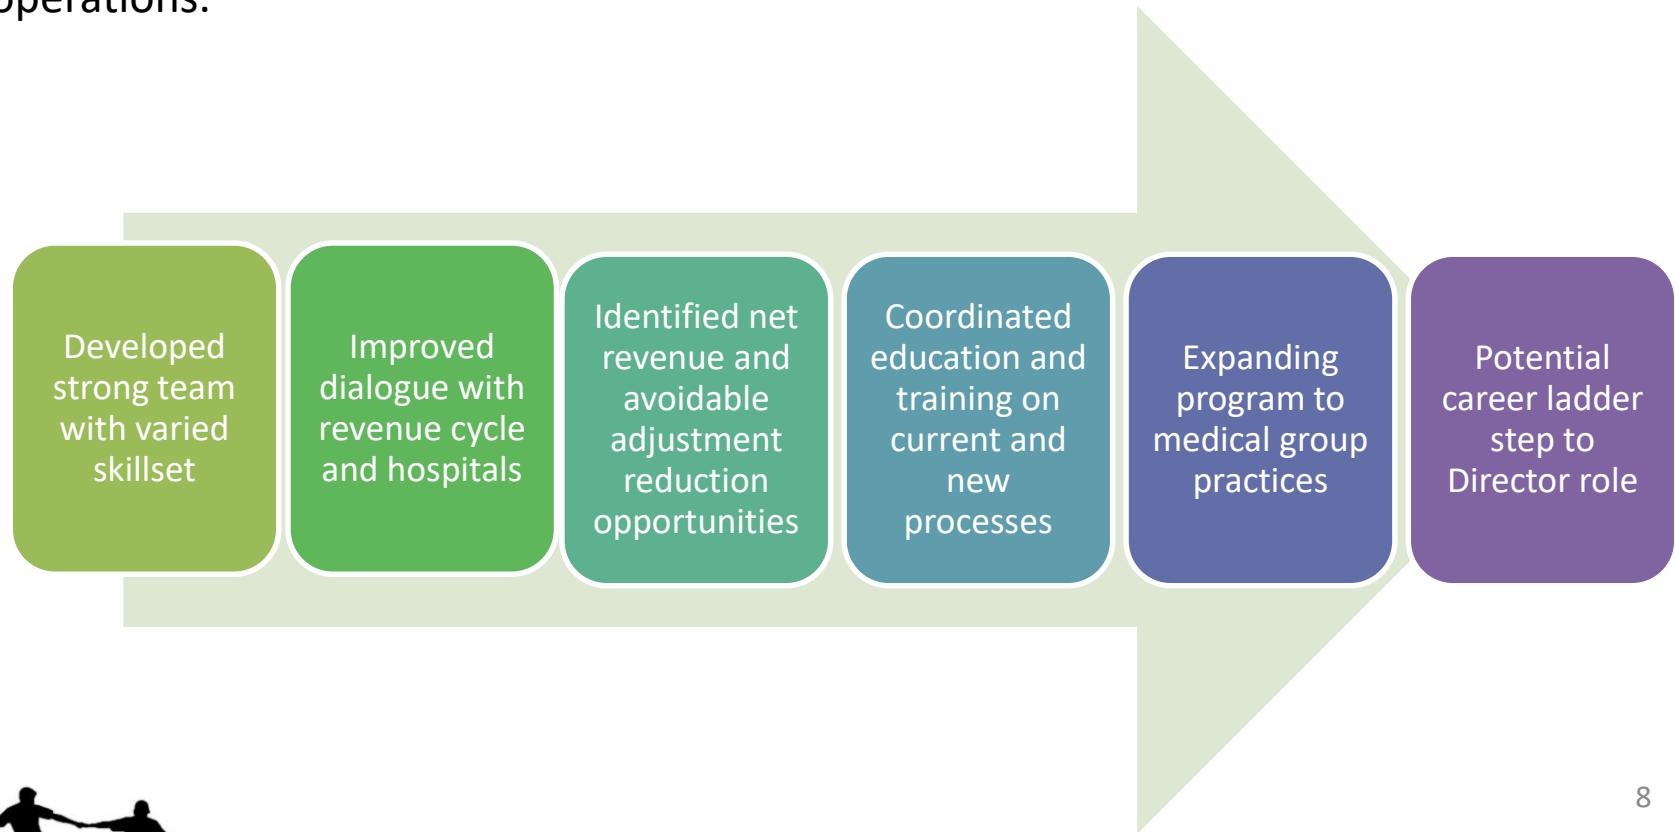 operations.
Developed
strong team
with varied
skillset
Improved
dialogue with
revenue cycle
and hospitals
Identified net
revenue and
avoidable
adjustment
reduction
opportunities
Coordinated
education and
training on
current and
new
processes
Expanding
program to
medical group
practices
Potential
career ladder
step to
Director role
8